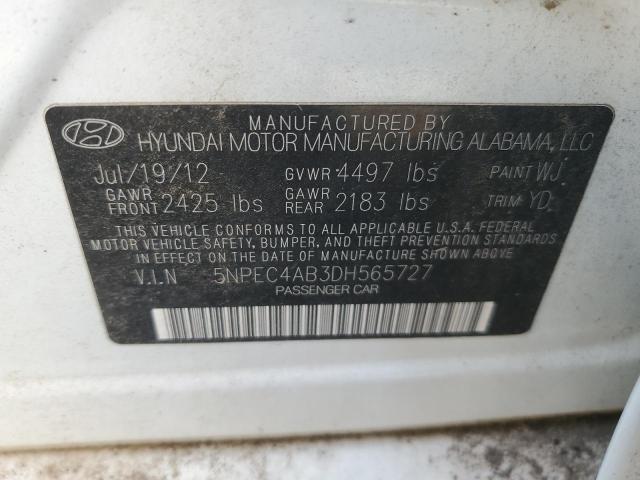 MANUFACTURED BY
HYUNDAI MOTOR MANUFACTURING ALABAMA, LLC
Jul/19/12 GVWR 4497 lbs PAINT WJ
GAWR FRONT 2425 lbs GAWR REAR 2183 lbs TRIM YD
THIS VEHICLE CONFORMS TO ALL APPLICABLE U.S.A. FEDERAL
MOTOR VEHICLE SAFETY, BUMPER, AND THEFT PREVENTION STANDARDS
IN EFFECT ON THE DATE OF MANUFACTURE SHOWN ABOVE.
V.I.N 5NPEC4AB3DH565727
PASSENGER CAR